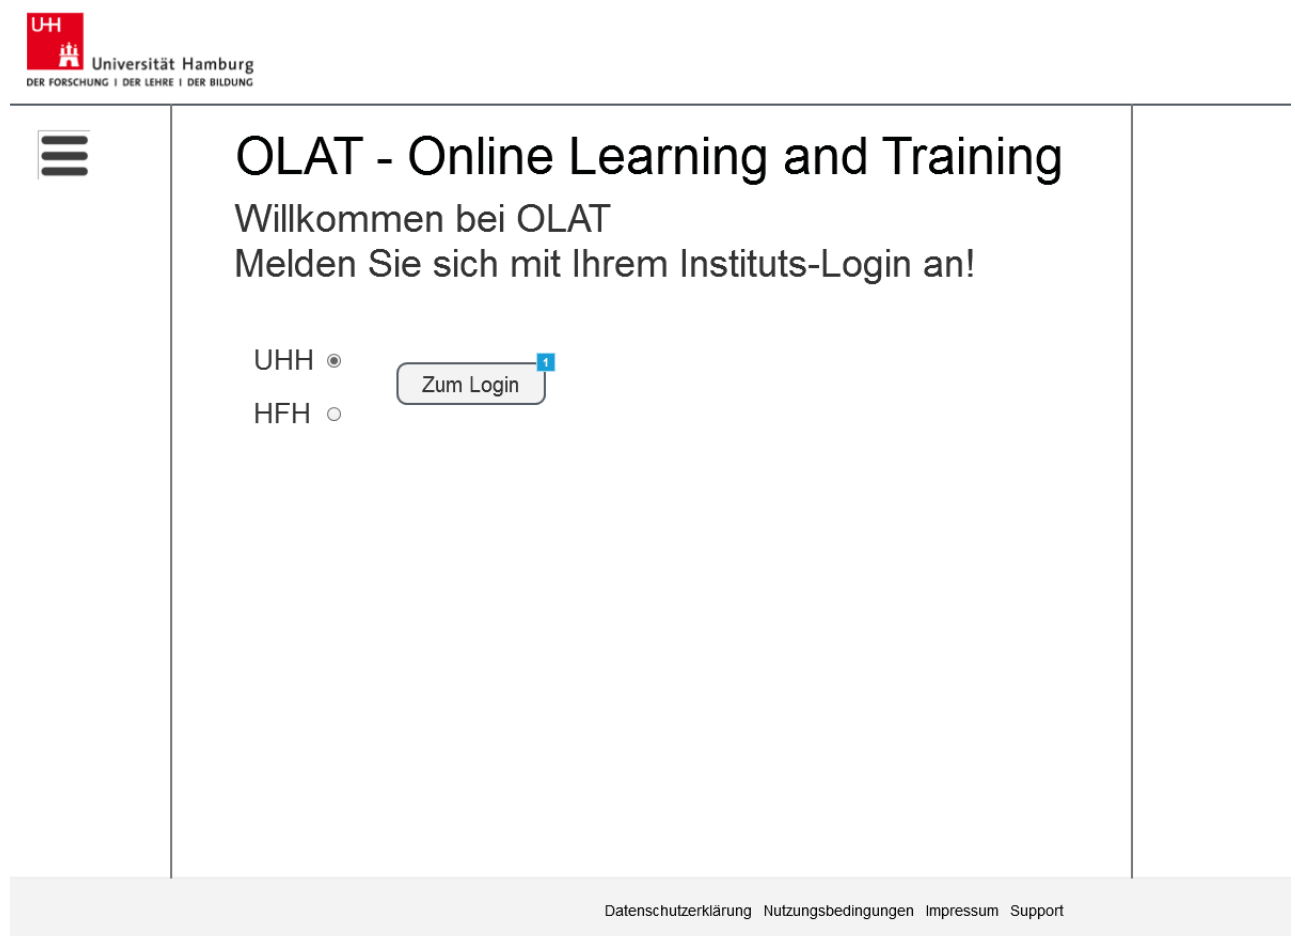 UHH
Universität Hamburg
DER FORSCHUNG I DER LEHRE I DER BILDUNG
OLAT - Online Learning and Training
Willkommen bei OLAT
Melden Sie sich mit Ihrem Instituts-Login an!
UHH
1
Zum Login
HFH
Datenschutzerklärung Nutzungsbedingungen Impressum Support